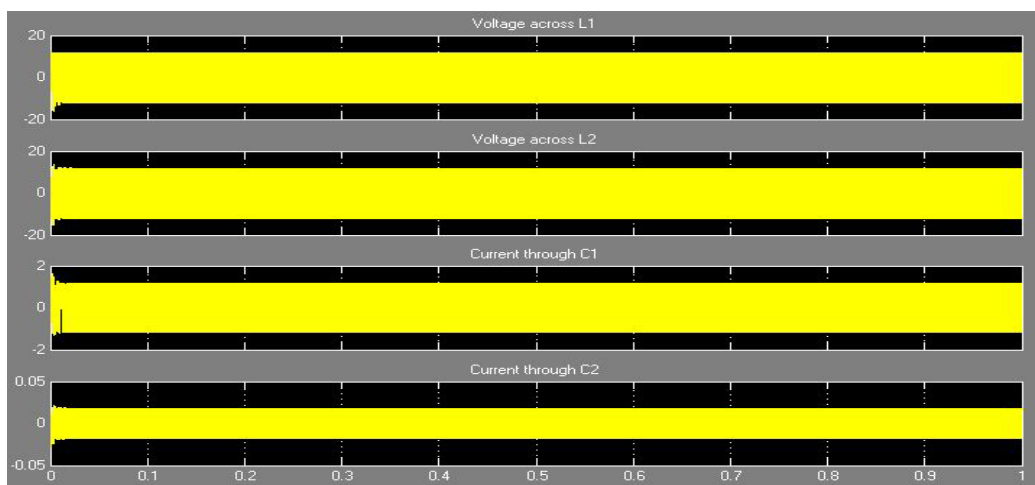 Voltage across L1
20
0
-20
Voltage across L2
20
0
-20
Current through C1
2
0
-2
Current through C2
0.05
0
-0.05
0 0.1 0.2 0.3 0.4 0.5 0.6 0.7 0.8 0.9 1